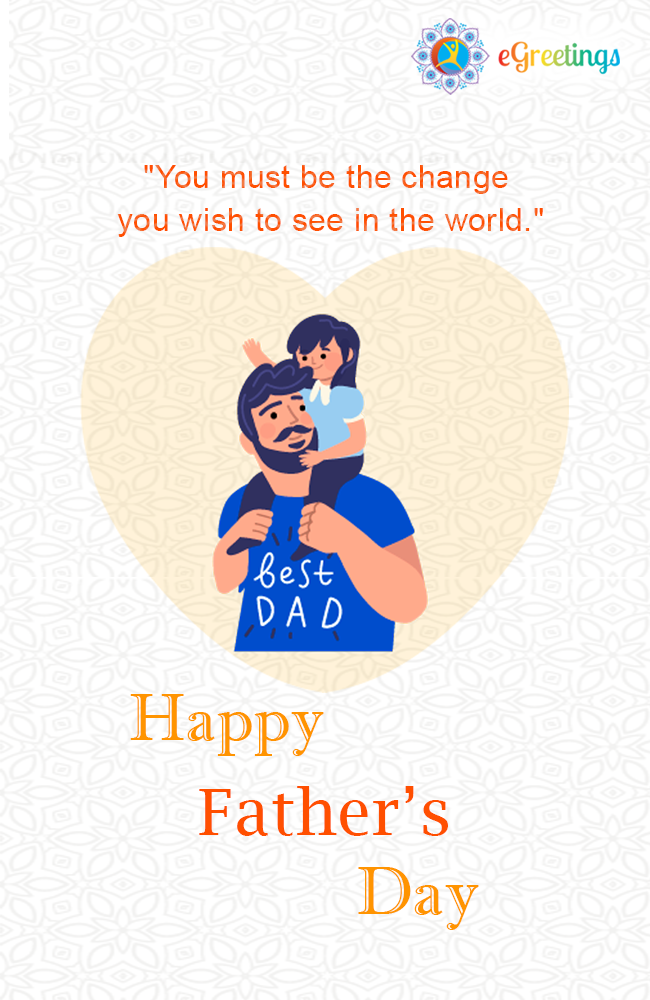 eGreetings
"You must be the change
you wish to see in the world."
best
DAD
Happy
Father’s
Day